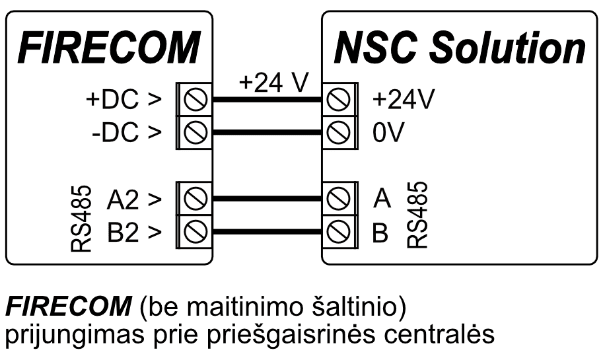 FIRECOM NSC Solution
+24 V
+DC > +24V
-DC > 0V
RS485 A2 > A RS485
B2 > B
FIRECOM (be maitinimo šaltinio)
prijungimas prie priešgaisrinės centralės